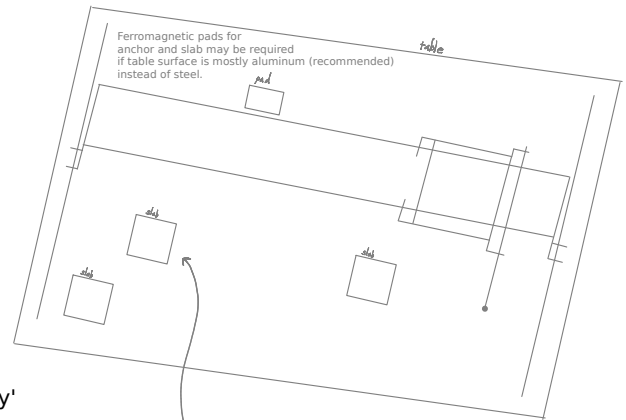 Ferromagnetic pads for
anchor and slab may be required
if table surface is mostly aluminum (recommended)
instead of steel.
table
pad
slab
slab
slab
y'